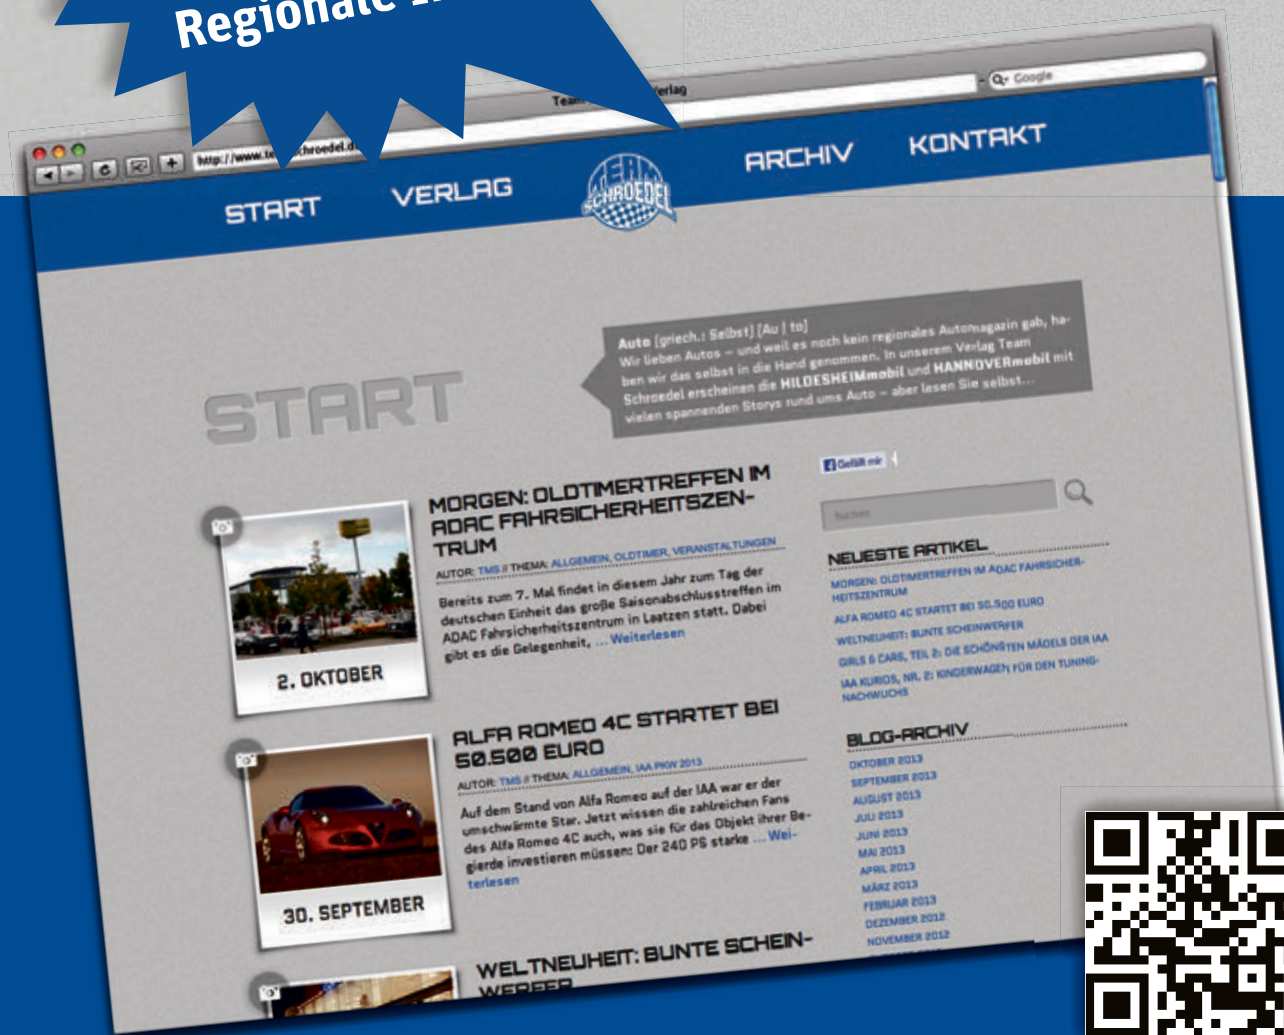 Regionale
Team
Verlag
Google
http://www.te
START
VERLAG
TEAM
SCHROEDEL
ARCHIV
KONTAKT
START
Auto [griech.: Selbst] [Au | to]
Wir lieben Autos – und weil es noch kein regionales Automagazin gab, ha-
ben wir das selbst in die Hand genommen. In unserem Verlag Team
Schroedel erscheinen die HILDESHEIMmobil und HANNOVERmobil mit
vielen spannenden Storys rund ums Auto – aber lesen Sie selbst...
MORGEN: OLDTIMERTREFFEN IM
ADAC FAHRSICHERHEITSZEN-
TRUM
AUTOR: TMS // THEMA: ALLGEMEIN, OLDTIMER, VERANSTALTUNGEN
Bereits zum 7. Mal findet in diesem Jahr zum Tag der
deutschen Einheit das große Saisonabschlusstreffen im
ADAC Fahrsicherheitszentrum in Laatzen statt. Dabei
gibt es die Gelegenheit, ... Weiterlesen
2. OKTOBER
ALFA ROMEO 4C STARTET BEI
50.500 EURO
AUTOR: TMS // THEMA: ALLGEMEIN, IAA PKW 2013
Auf dem Stand von Alfa Romeo auf der IAA war er der
umschwärmte Star. Jetzt wissen die zahlreichen Fans
des Alfa Romeo 4C auch, was sie für das Objekt ihrer Be-
gierde investieren müssen: Der 240 PS starke ... Wei-
terlesen
30. SEPTEMBER
WELTNEUHEIT: BUNTE SCHEIN-
WERFER
Gefällt mir
Suchen
NEUESTE ARTIKEL
MORGEN: OLDTIMERTREFFEN IM ADAC FAHRSICHER-
HEITSZENTRUM
ALFA ROMEO 4C STARTET BEI 50.500 EURO
WELTNEUHEIT: BUNTE SCHEINWERFER
GIRLS & CARS, TEIL 2: DIE SCHÖNSTEN MÄDELS DER IAA
IAA KURIOS, NR. 2: KINDERWAGEN FÜR DEN TUNING-
NACHWUCHS
BLOG-ARCHIV
OKTOBER 2013
SEPTEMBER 2013
AUGUST 2013
JULI 2013
JUNI 2013
MAI 2013
APRIL 2013
MÄRZ 2013
FEBRUAR 2013
DEZEMBER 2012
NOVEMBER 2012